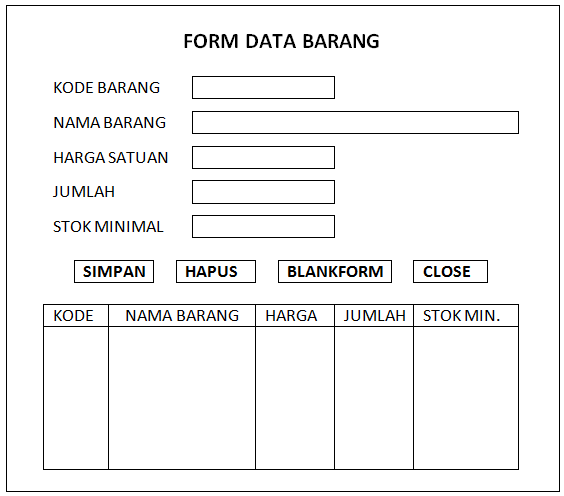 FORM DATA BARANG
KODE BARANG
NAMA BARANG
HARGA SATUAN
JUMLAH
STOK MINIMAL
SIMPAN HAPUS BLANKFORM CLOSE
KODE NAMA BARANG HARGA JUMLAH STOK MIN.